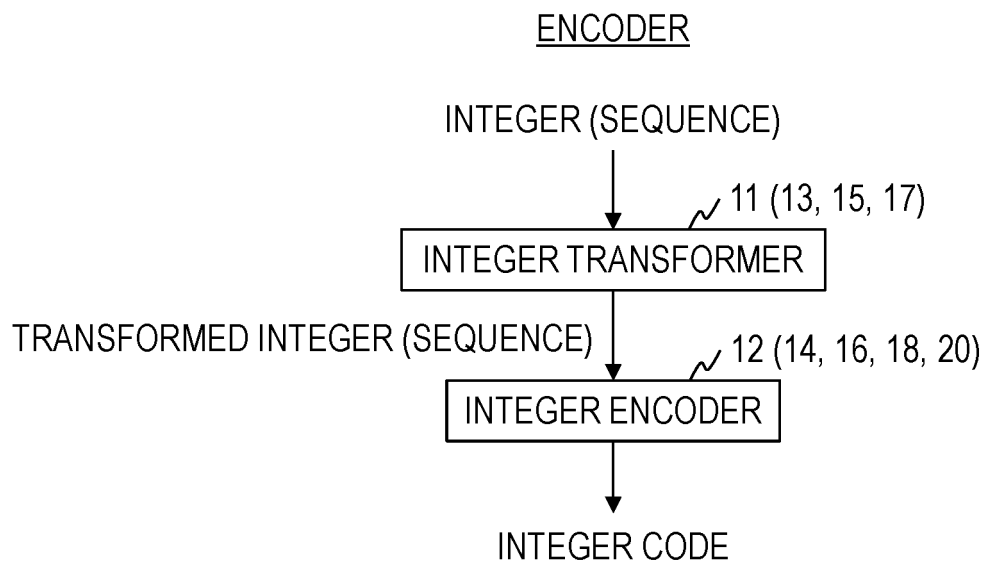 ENCODER
INTEGER (SEQUENCE)
11 (13, 15, 17)
INTEGER TRANSFORMER
TRANSFORMED INTEGER (SEQUENCE)
12 (14, 16, 18, 20)
INTEGER ENCODER
INTEGER CODE